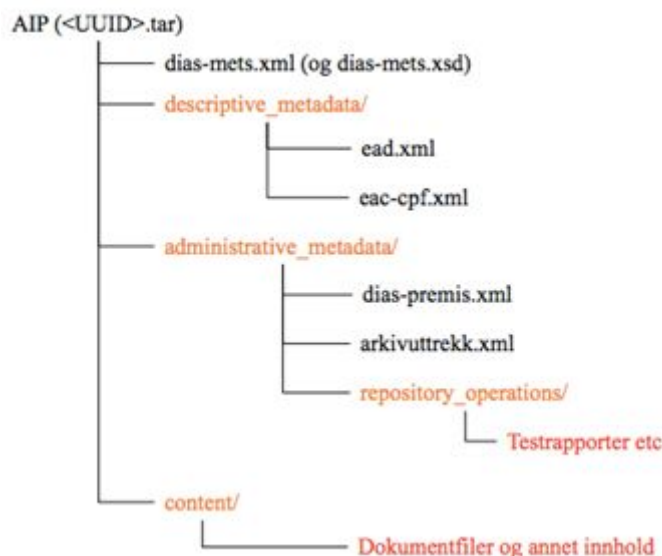 AIP (<UUID>.tar)
dias-mets.xml (og dias-mets.xsd)
descriptive_metadata/
ead.xml
eac-cpf.xml
administrative_metadata/
dias-premis.xml
arkivuttrekk.xml
repository_operations/
Testrapporter etc
content/
Dokumentfiler og annet innhold